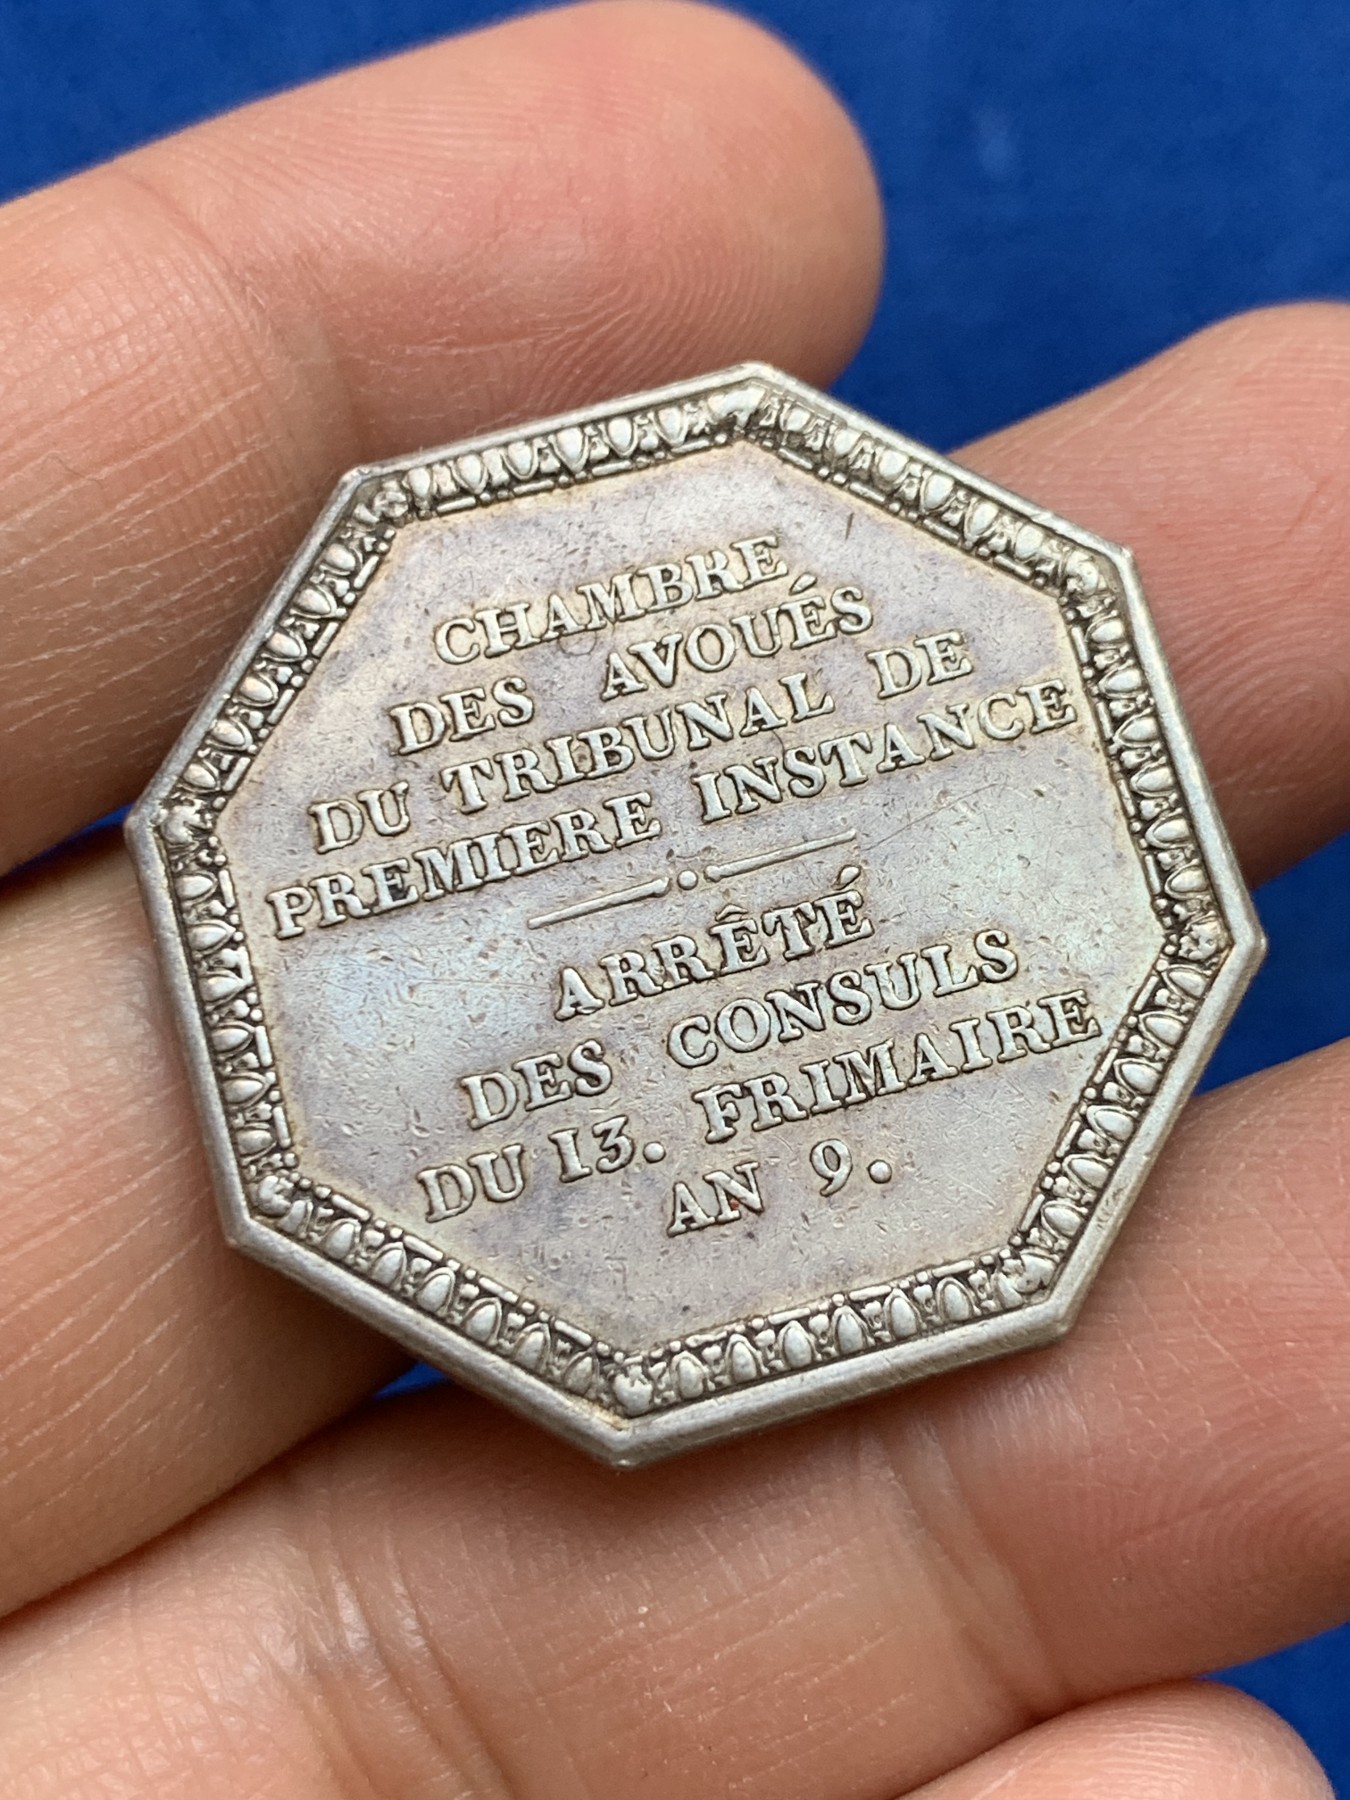 CHAMBRE
DES AVOUÉS
DU TRIBUNAL DE
PREMIERE INSTANCE
ARRÊTÉ
DES CONSULS
DU 13. FRIMAIRE
AN 9.